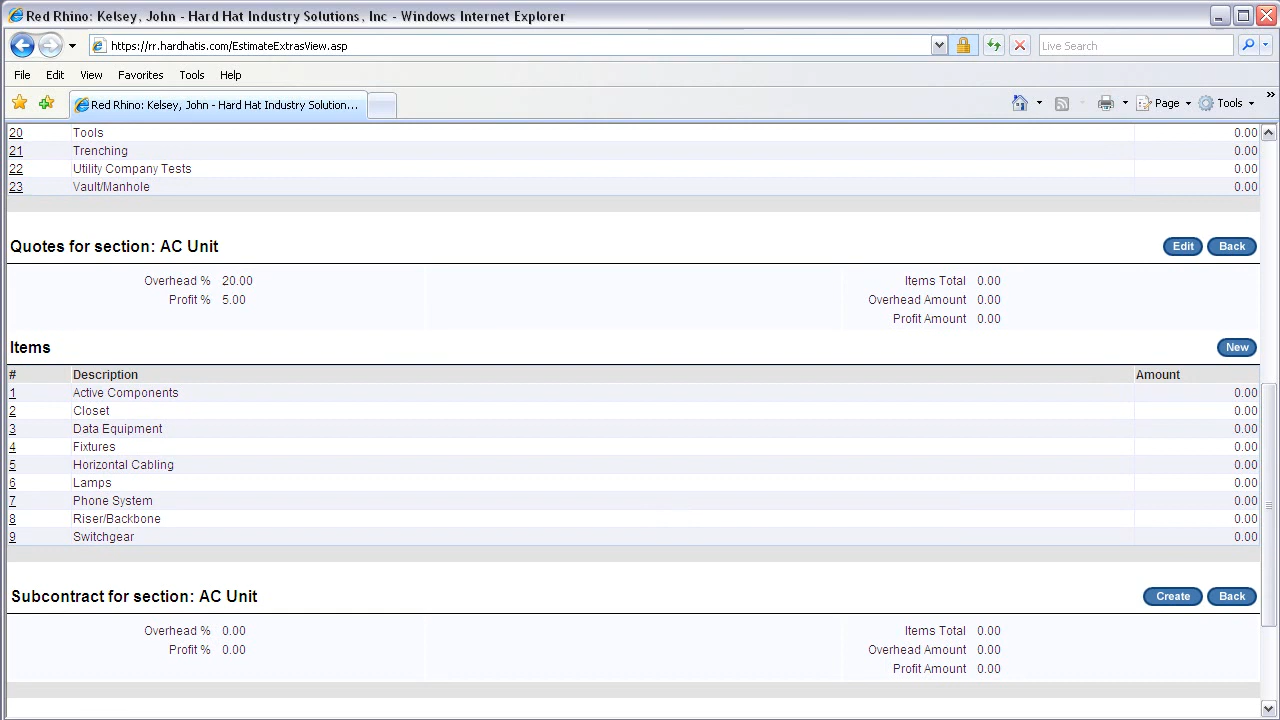 Red Rhino: Kelsey, John - Hard Hat Industry Solutions, Inc - Windows Internet Explorer
https://rr.hardhatis.com/EstimateExtrasView.asp
Live Search
File Edit View Favorites Tools Help
Red Rhino: Kelsey, John - Hard Hat Industry Solution...
Page Tools
20 Tools 0.00
21 Trenching 0.00
22 Utility Company Tests 0.00
23 Vault/Manhole 0.00
Quotes for section: AC Unit Edit Back
Overhead % 20.00 Items Total 0.00
Profit % 5.00 Overhead Amount 0.00
Profit Amount 0.00
Items New
# Description Amount
1 Active Components 0.00
2 Closet 0.00
3 Data Equipment 0.00
4 Fixtures 0.00
5 Horizontal Cabling 0.00
6 Lamps 0.00
7 Phone System 0.00
8 Riser/Backbone 0.00
9 Switchgear 0.00
Subcontract for section: AC Unit Create Back
Overhead % 0.00 Items Total 0.00
Profit % 0.00 Overhead Amount 0.00
Profit Amount 0.00